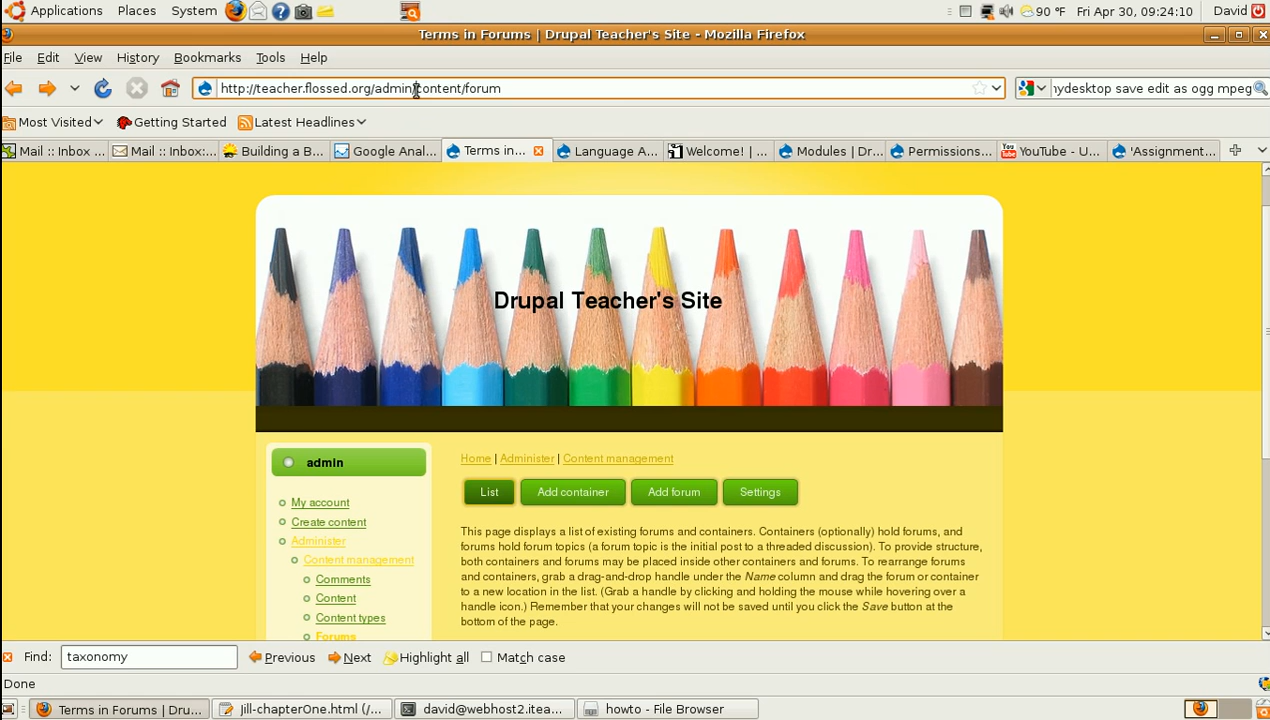 Applications Places System 90 °F Fri Apr 30, 09:24:10 David
Terms in Forums | Drupal Teacher's Site - Mozilla Firefox
File Edit View History Bookmarks Tools Help
http://teacher.flossed.org/admin/content/forum ydesktop save edit as ogg mpeg
Most Visited Getting Started Latest Headlines
Mail :: Inbox ... Mail :: Inbox:... Building a B... Google Anal... Terms in... Language A... Welcome! | ... Modules | Dr... Permissions... YouTube - U... 'Assignment...
Drupal Teacher's Site
admin
My account
Create content
Administer
Content management
Comments
Content
Content types
Forums
Home | Administer | Content management
List Add container Add forum Settings
This page displays a list of existing forums and containers. Containers (optionally) hold forums, and
forums hold forum topics (a forum topic is the initial post to a threaded discussion). To provide structure,
both containers and forums may be placed inside other containers and forums. To rearrange forums
and containers, grab a drag-and-drop handle under the Name column and drag the forum or container
to a new location in the list. (Grab a handle by clicking and holding the mouse while hovering over a
handle icon.) Remember that your changes will not be saved until you click the Save button at the
bottom of the page.
Find: taxonomy Previous Next Highlight all Match case
Done
Terms in Forums | Dru... Jill-chapterOne.html (/... david@webhost2.itea... howto - File Browser